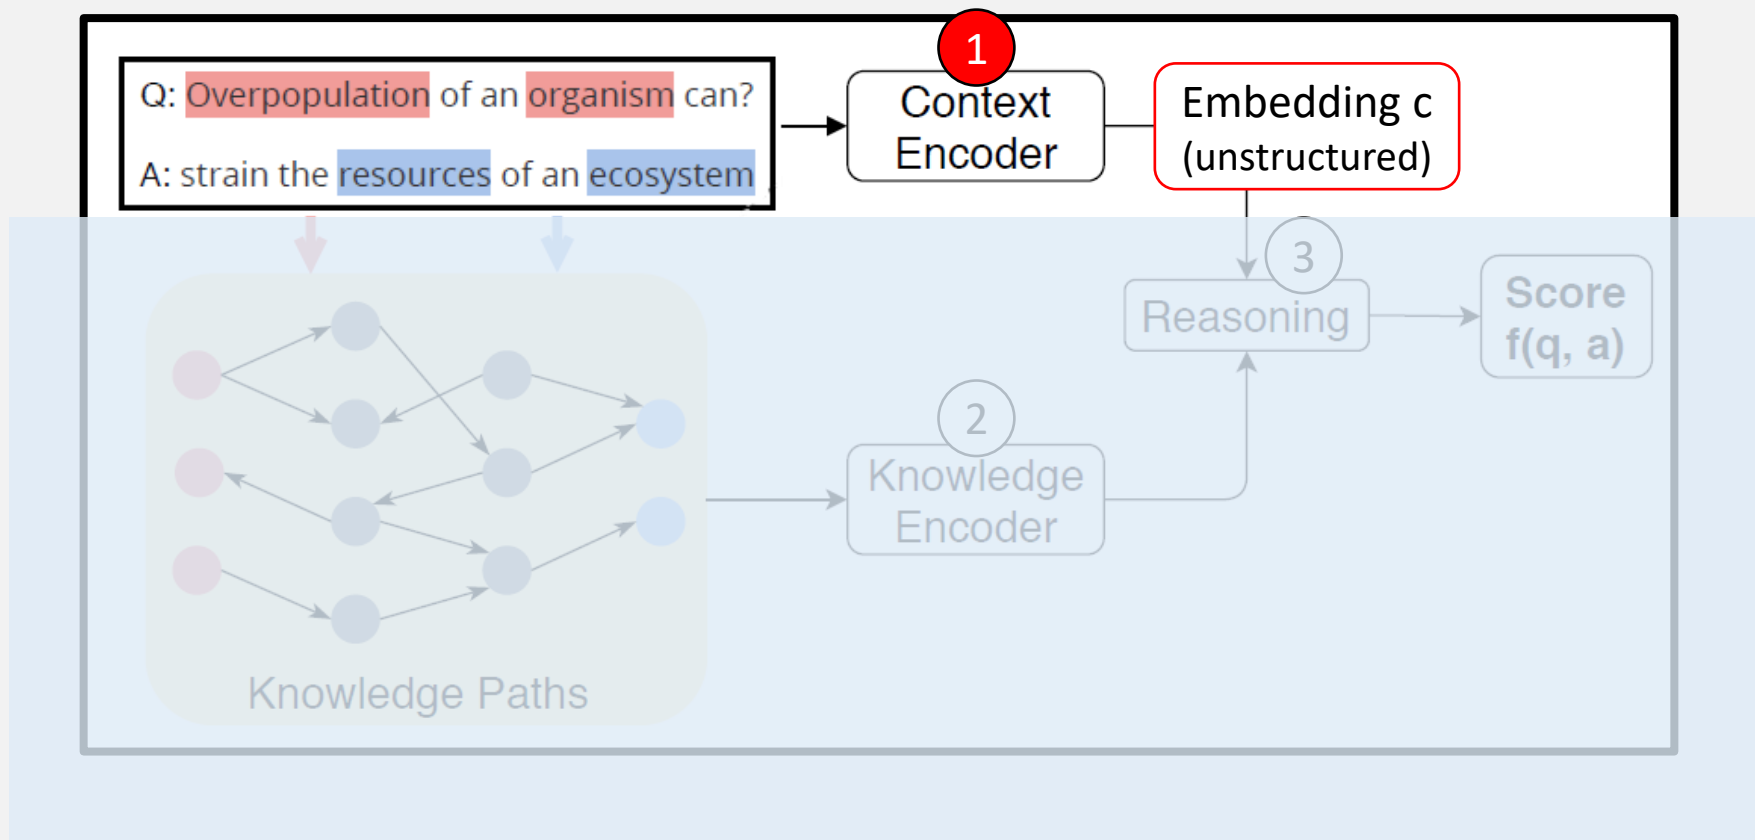 1
Q: Overpopulation of an organism can?
A: strain the resources of an ecosystem
Context
Encoder
Embedding c
(unstructured)
3
Reasoning
Score
f(q, a)
2
Knowledge
Encoder
Knowledge Paths